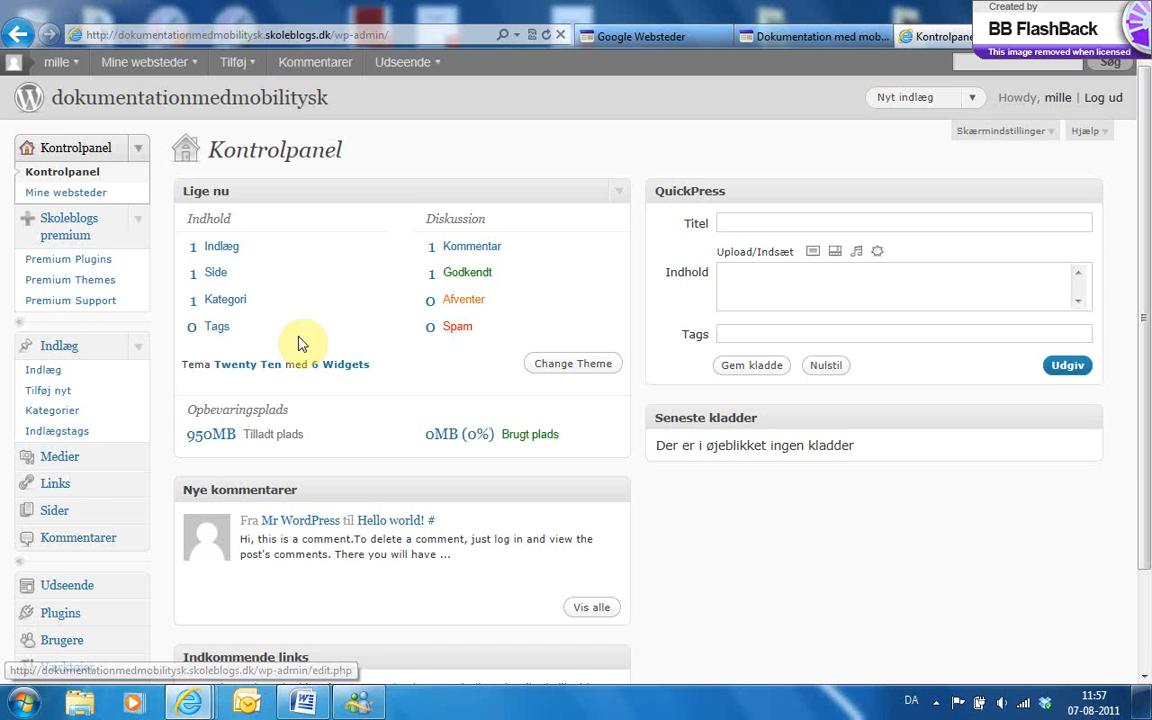 Created by
BB FlashBack
This image removed when licensed
http://dokumentationmedmobilitysk.skoleblogs.dk/wp-admin/
Google Websteder
Dokumentation med mob...
Kontrolpane
mille
Mine websteder
Tilføj
Kommentarer
Udseende
Søg
dokumentationmedmobilitysk
Nyt indlæg
Howdy, mille | Log ud
Skærmindstillinger
Hjælp
Kontrolpanel
Kontrolpanel
Mine websteder
Skoleblogs
premium
Premium Plugins
Premium Themes
Premium Support
Indlæg
Indlæg
Tilføj nyt
Kategorier
Indlægstags
Medier
Links
Sider
Kommentarer
Udseende
Plugins
Brugere
Kontrolpanel
Lige nu
Indhold
Diskussion
1 Indlæg
1 Kommentar
1 Side
1 Godkendt
1 Kategori
0 Afventer
0 Tags
0 Spam
Tema Twenty Ten med 6 Widgets
Change Theme
Opbevaringsplads
950MB Tilladt plads
0MB (0%) Brugt plads
Nye kommentarer
Fra Mr WordPress til Hello world! #
Hi, this is a comment.To delete a comment, just log in and view the
post's comments. There you will have ...
Vis alle
Indkommende links
QuickPress
Titel
Upload/Indsæt
Indhold
Tags
Gem kladde
Nulstil
Udgiv
Seneste kladder
Der er i øjeblikket ingen kladder
http://dokumentationmedmobilitysk.skoleblogs.dk/wp-admin/edit.php
DA
11:57
07-08-2011